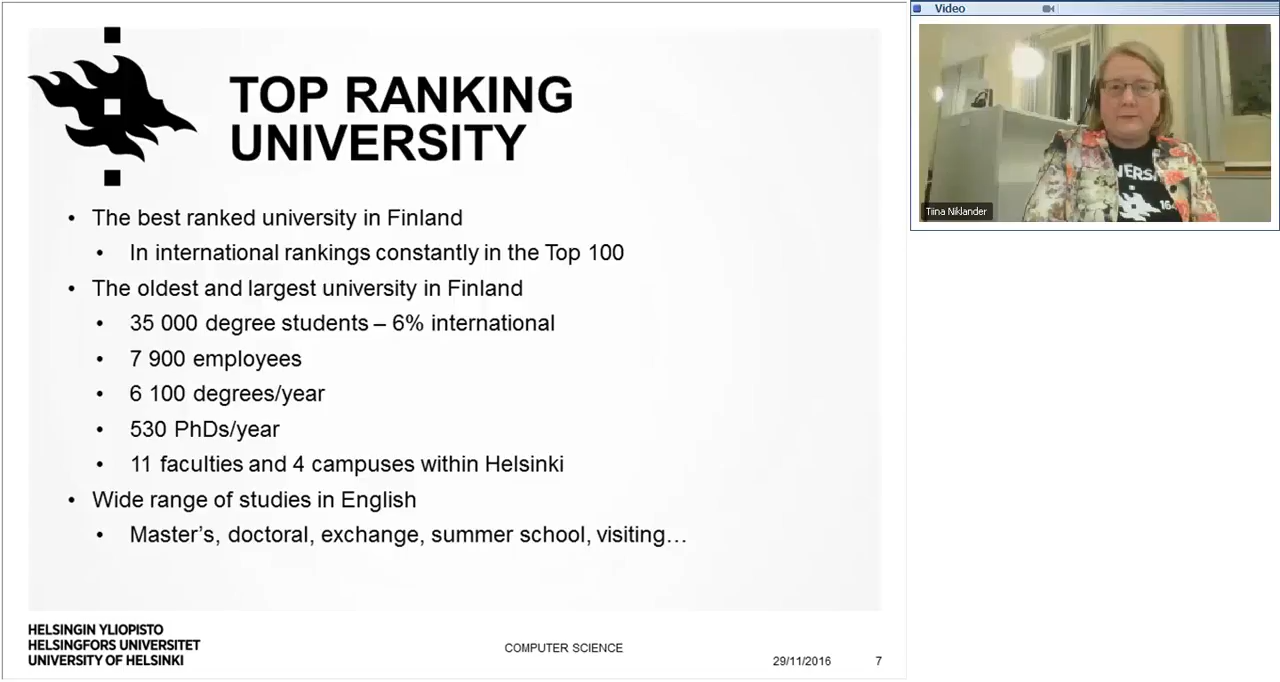 TOP RANKING
UNIVERSITY
• The best ranked university in Finland
• In international rankings constantly in the Top 100
• The oldest and largest university in Finland
• 35 000 degree students – 6% international
• 7 900 employees
• 6 100 degrees/year
• 530 PhDs/year
• 11 faculties and 4 campuses within Helsinki
• Wide range of studies in English
• Master's, doctoral, exchange, summer school, visiting…
HELSINGIN YLIOPISTO
HELSINGFORS UNIVERSITET
UNIVERSITY OF HELSINKI
COMPUTER SCIENCE
29/11/2016
7
Video
Tiina Niklander